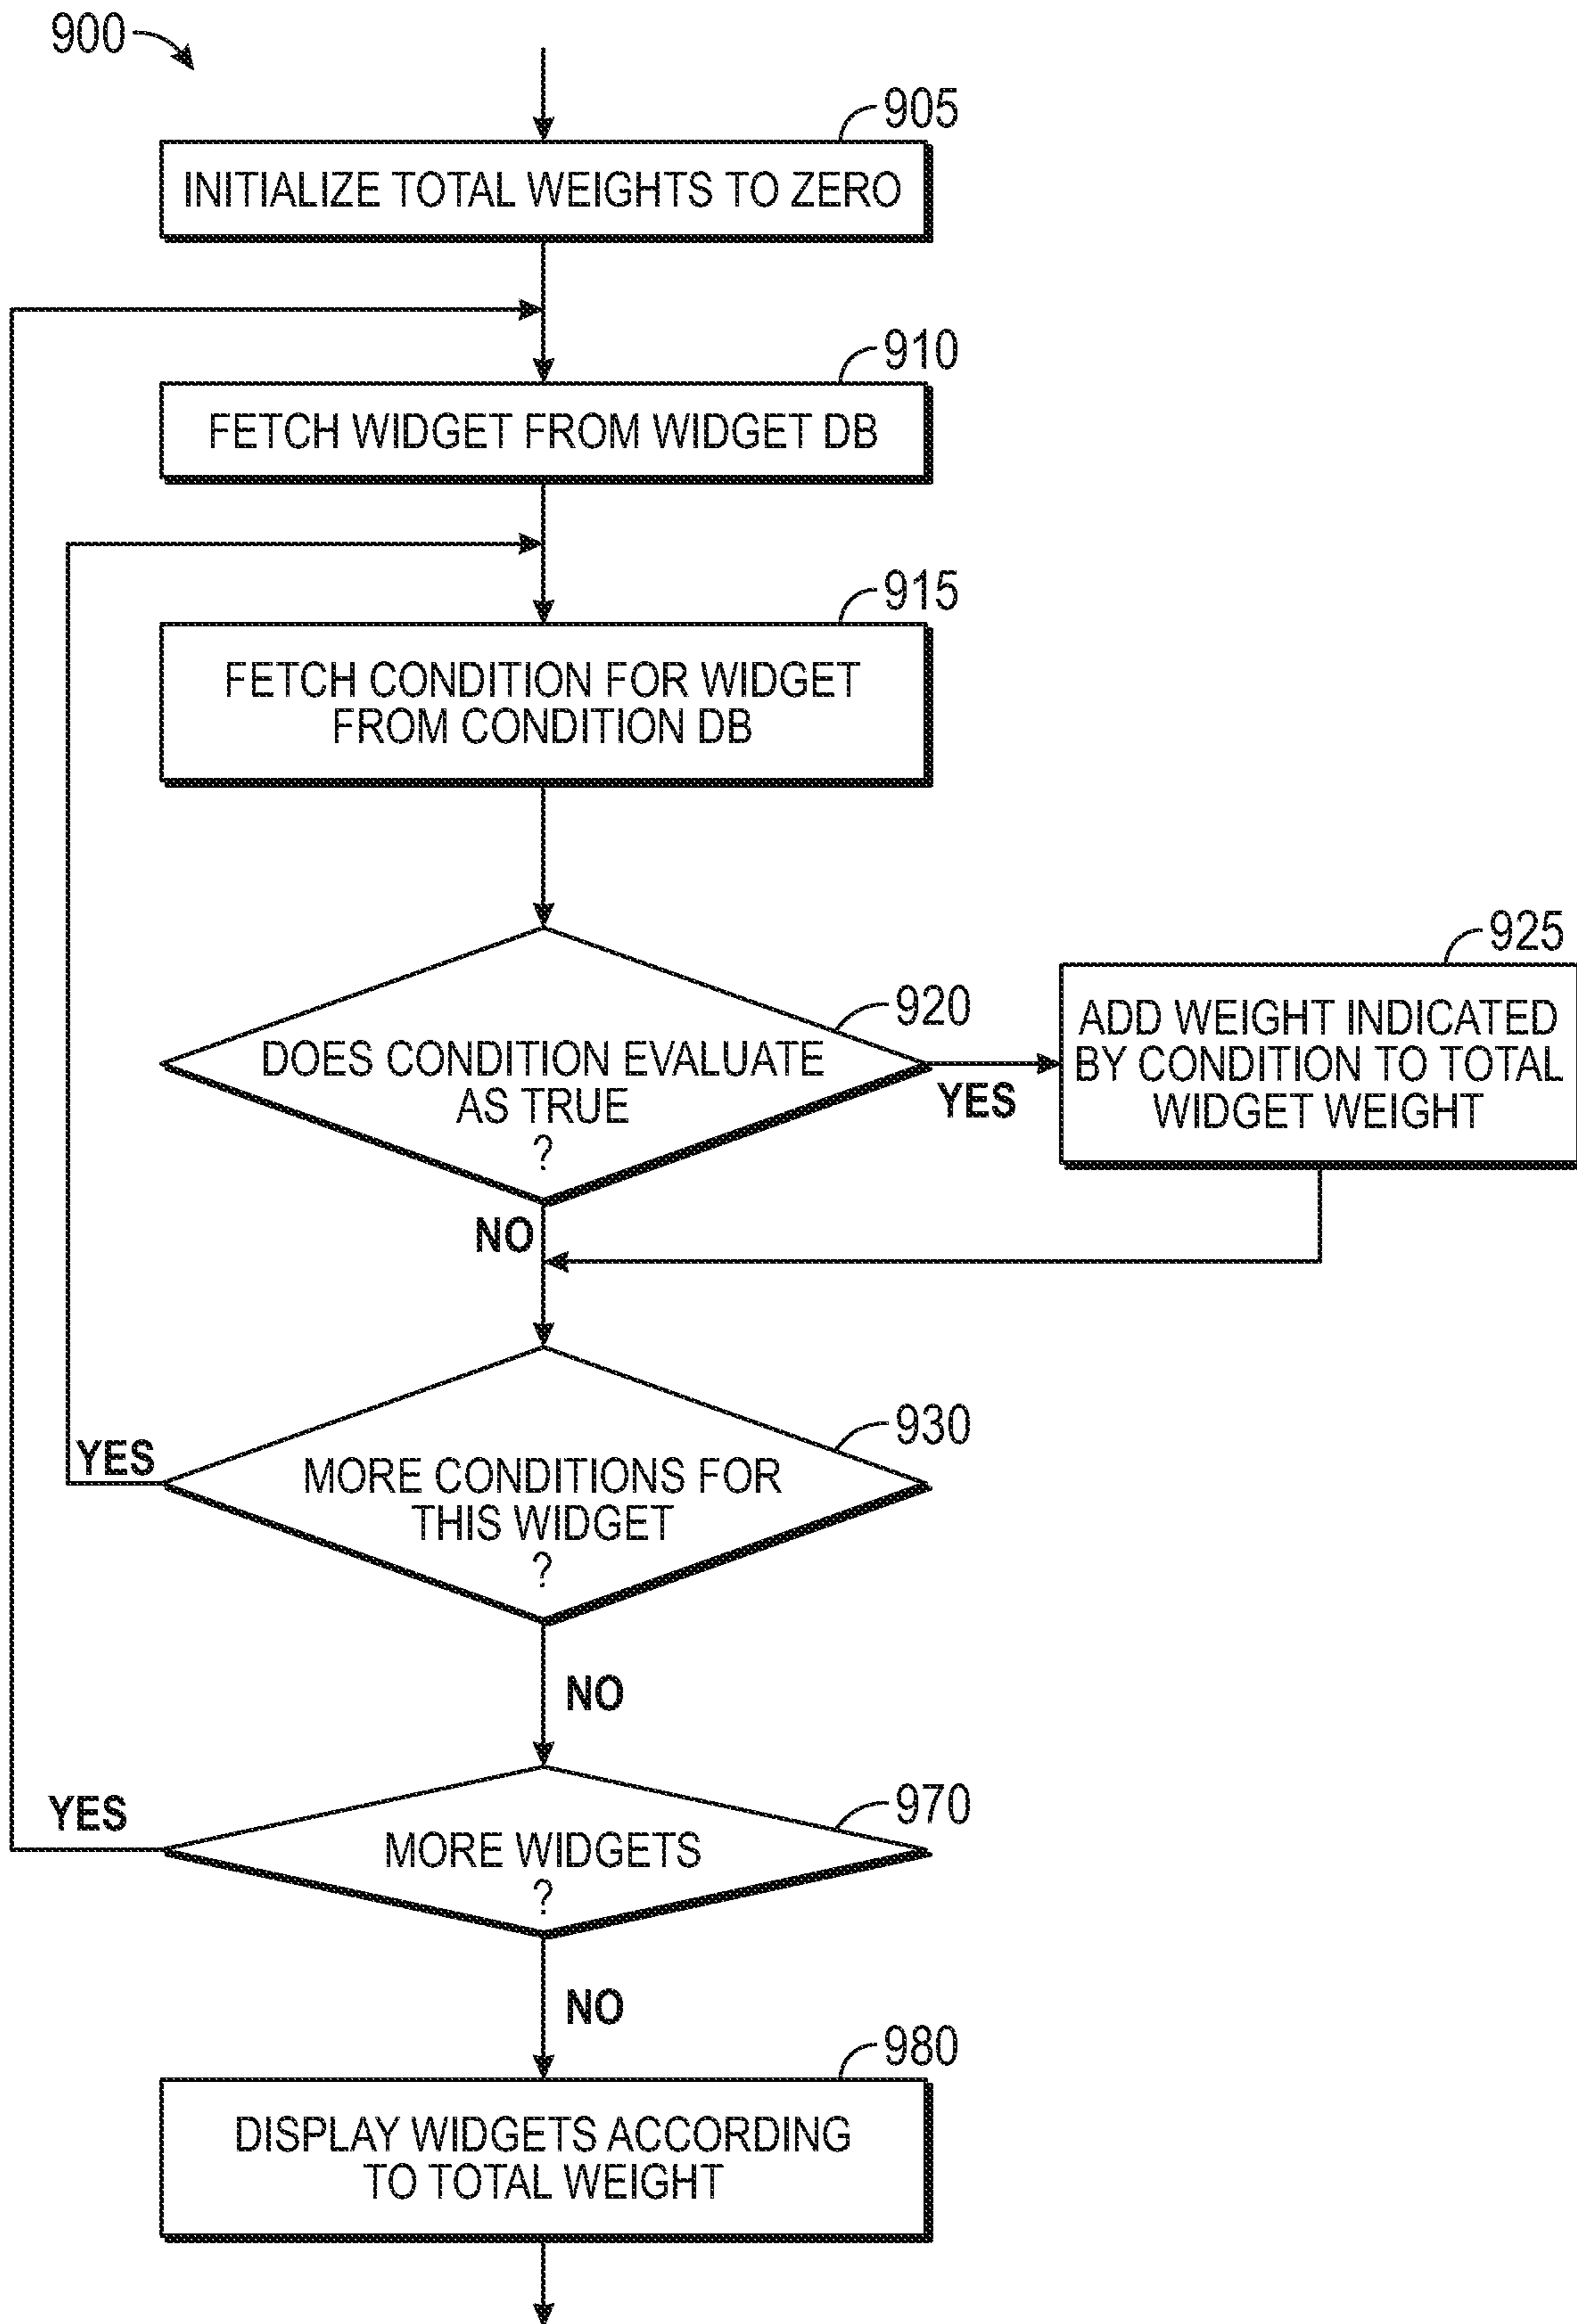 900
905
INITIALIZE TOTAL WEIGHTS TO ZERO
910
FETCH WIDGET FROM WIDGET DB
915
FETCH CONDITION FOR WIDGET
FROM CONDITION DB
920
DOES CONDITION EVALUATE
AS TRUE
?
YES
925
ADD WEIGHT INDICATED
BY CONDITION TO TOTAL
WIDGET WEIGHT
NO
930
MORE CONDITIONS FOR
THIS WIDGET
?
YES
NO
970
MORE WIDGETS
?
YES
NO
980
DISPLAY WIDGETS ACCORDING
TO TOTAL WEIGHT